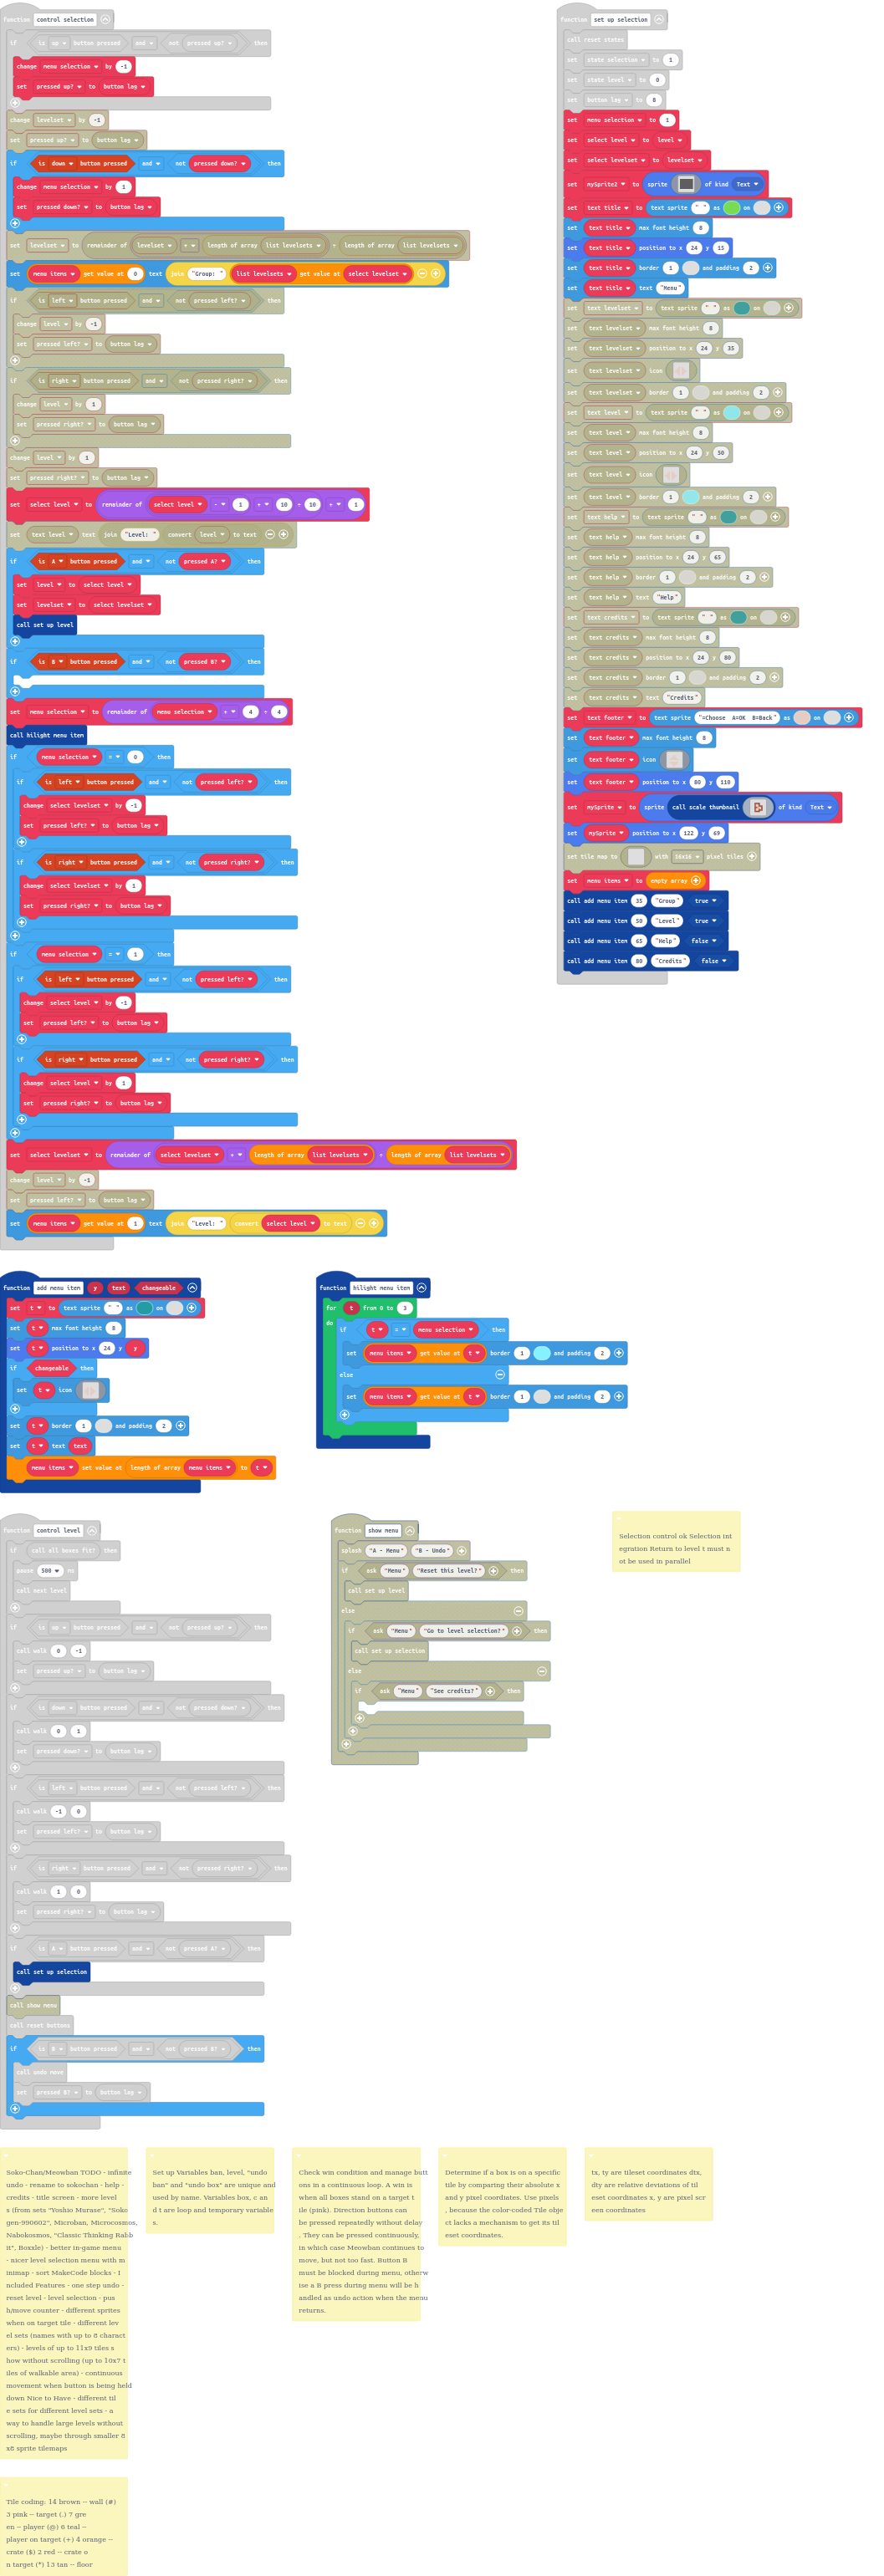 function control selection
if is up button pressed and not pressed up? then
change menu selection by -1
set pressed up? to button lag
change levelset by -1
set pressed up? to button lag
if is down button pressed and not pressed down? then
change menu selection by 1
set pressed down? to button lag
set levelset to remainder of levelset + length of array list levelsets ÷ length of array list levelsets
set menu items get value at 0 text join "Group: " list levelsets get value at select levelset
if is left button pressed and not pressed left? then
change level by -1
set pressed left? to button lag
if is right button pressed and not pressed right? then
change level by 1
set pressed right? to button lag
change level by 1
set pressed right? to button lag
set select level to remainder of select level - 1 + 10 ÷ 10 + 1
set text level text join "Level: " convert level to text
if is A button pressed and not pressed A? then
set level to select level
set levelset to select levelset
call set up level
if is B button pressed and not pressed B? then
set menu selection to remainder of menu selection + 4 ÷ 4
call hilight menu item
if menu selection = 0 then
if is left button pressed and not pressed left? then
change select levelset by -1
set pressed left? to button lag
if is right button pressed and not pressed right? then
change select levelset by 1
set pressed right? to button lag
if menu selection = 1 then
if is left button pressed and not pressed left? then
change select level by -1
set pressed left? to button lag
if is right button pressed and not pressed right? then
change select level by 1
set pressed right? to button lag
set select levelset to remainder of select levelset + length of array list levelsets ÷ length of array list levelsets
change level by -1
set pressed left? to button lag
set menu items get value at 1 text join "Level: " convert select level to text
function set up selection
call reset states
set state selection to 1
set state level to 0
set button lag to 8
set menu selection to 1
set select level to level
set select levelset to levelset
set mySprite2 to sprite of kind Text
set text title to text sprite " " as on
set text title max font height 8
set text title position to x 24 y 15
set text title border 1 and padding 2
set text title text "Menu"
set text levelset to text sprite " " as on
set text levelset max font height 8
set text levelset position to x 24 y 35
set text levelset icon
set text levelset border 1 and padding 2
set text level to text sprite " " as on
set text level max font height 8
set text level position to x 24 y 50
set text level icon
set text level border 1 and padding 2
set text help to text sprite " " as on
set text help max font height 8
set text help position to x 24 y 65
set text help border 1 and padding 2
set text help text "Help"
set text credits to text sprite " " as on
set text credits max font height 8
set text credits position to x 24 y 80
set text credits border 1 and padding 2
set text credits text "Credits"
set text footer to text sprite "=Choose A=OK B=Back" as on
set text footer max font height 8
set text footer icon
set text footer position to x 80 y 110
set mySprite to sprite call scale thumbnail of kind Text
set mySprite position to x 122 y 69
set tile map to with 16x16 pixel tiles
set menu items to empty array
call add menu item 35 "Group" true
call add menu item 50 "Level" true
call add menu item 65 "Help" false
call add menu item 80 "Credits" false
function add menu item y text changeable
set t to text sprite " " as on
set t max font height 8
set t position to x 24 y y
if changeable then
set t icon
set t border 1 and padding 2
set t text text
menu items set value at length of array menu items to t
function hilight menu item
for t from 0 to 3
do if t = menu selection then
set menu items get value at t border 1 and padding 2
else
set menu items get value at t border 1 and padding 2
function control level
if call all boxes fit? then
pause 500 ms
call next level
if is up button pressed and not pressed up? then
call walk 0 -1
set pressed up? to button lag
if is down button pressed and not pressed down? then
call walk 0 1
set pressed down? to button lag
if is left button pressed and not pressed left? then
call walk -1 0
set pressed left? to button lag
if is right button pressed and not pressed right? then
call walk 1 0
set pressed right? to button lag
if is A button pressed and not pressed A? then
call set up selection
call show menu
call reset buttons
if is B button pressed and not pressed B? then
call undo move
set pressed B? to button lag
function show menu
splash "A - Menu" "B - Undo"
if ask "Menu" "Reset this level?" then
call set up level
else
if ask "Menu" "Go to level selection?" then
call set up selection
else
if ask "Menu" "See credits?" then
Selection control ok Selection int
egration Return to level t must n
ot be used in parallel
Soko-Chan/Meowban TODO - infinite
undo - rename to sokochan - help -
credits - title screen - more level
s (from sets "Yoshio Murase", "Soko
gen-990602", Microban, Microcosmos,
Nabokosmos, "Classic Thinking Rabb
it", Boxxle) - better in-game menu
- nicer level selection menu with m
inimap - sort MakeCode blocks - I
ncluded Features - one step undo -
reset level - level selection - pus
h/move counter - different sprites
when on target tile - different lev
el sets (names with up to 8 charact
ers) - levels of up to 11x9 tiles s
how without scrolling (up to 10x7 t
iles of walkable area) - continuous
movement when button is being held
down Nice to Have - different til
e sets for different level sets - a
way to handle large levels without
scrolling, maybe through smaller 8
x8 sprite tilemaps
Set up Variables ban, level, "undo
ban" and "undo box" are unique and
used by name. Variables box, c an
d t are loop and temporary variable
s.
Check win condition and manage butt
ons in a continuous loop. A win is
when all boxes stand on a target t
ile (pink). Direction buttons can
be pressed repeatedly without delay
. They can be pressed continuously,
in which case Meowban continues to
move, but not too fast. Button B
must be blocked during menu, otherw
ise a B press during menu will be h
andled as undo action when the menu
returns.
Determine if a box is on a specific
tile by comparing their absolute x
and y pixel coordiates. Use pixels
, because the color-coded Tile obje
ct lacks a mechanism to get its til
eset coordinates.
tx, ty are tileset coordinates dtx,
dty are relative deviations of til
eset coordinates x, y are pixel scr
een coordinates
Tile coding: 14 brown -- wall (#)
3 pink -- target (.) 7 gre
en -- player (@) 6 teal --
player on target (+) 4 orange --
crate ($) 2 red -- crate o
n target (*) 13 tan -- floor